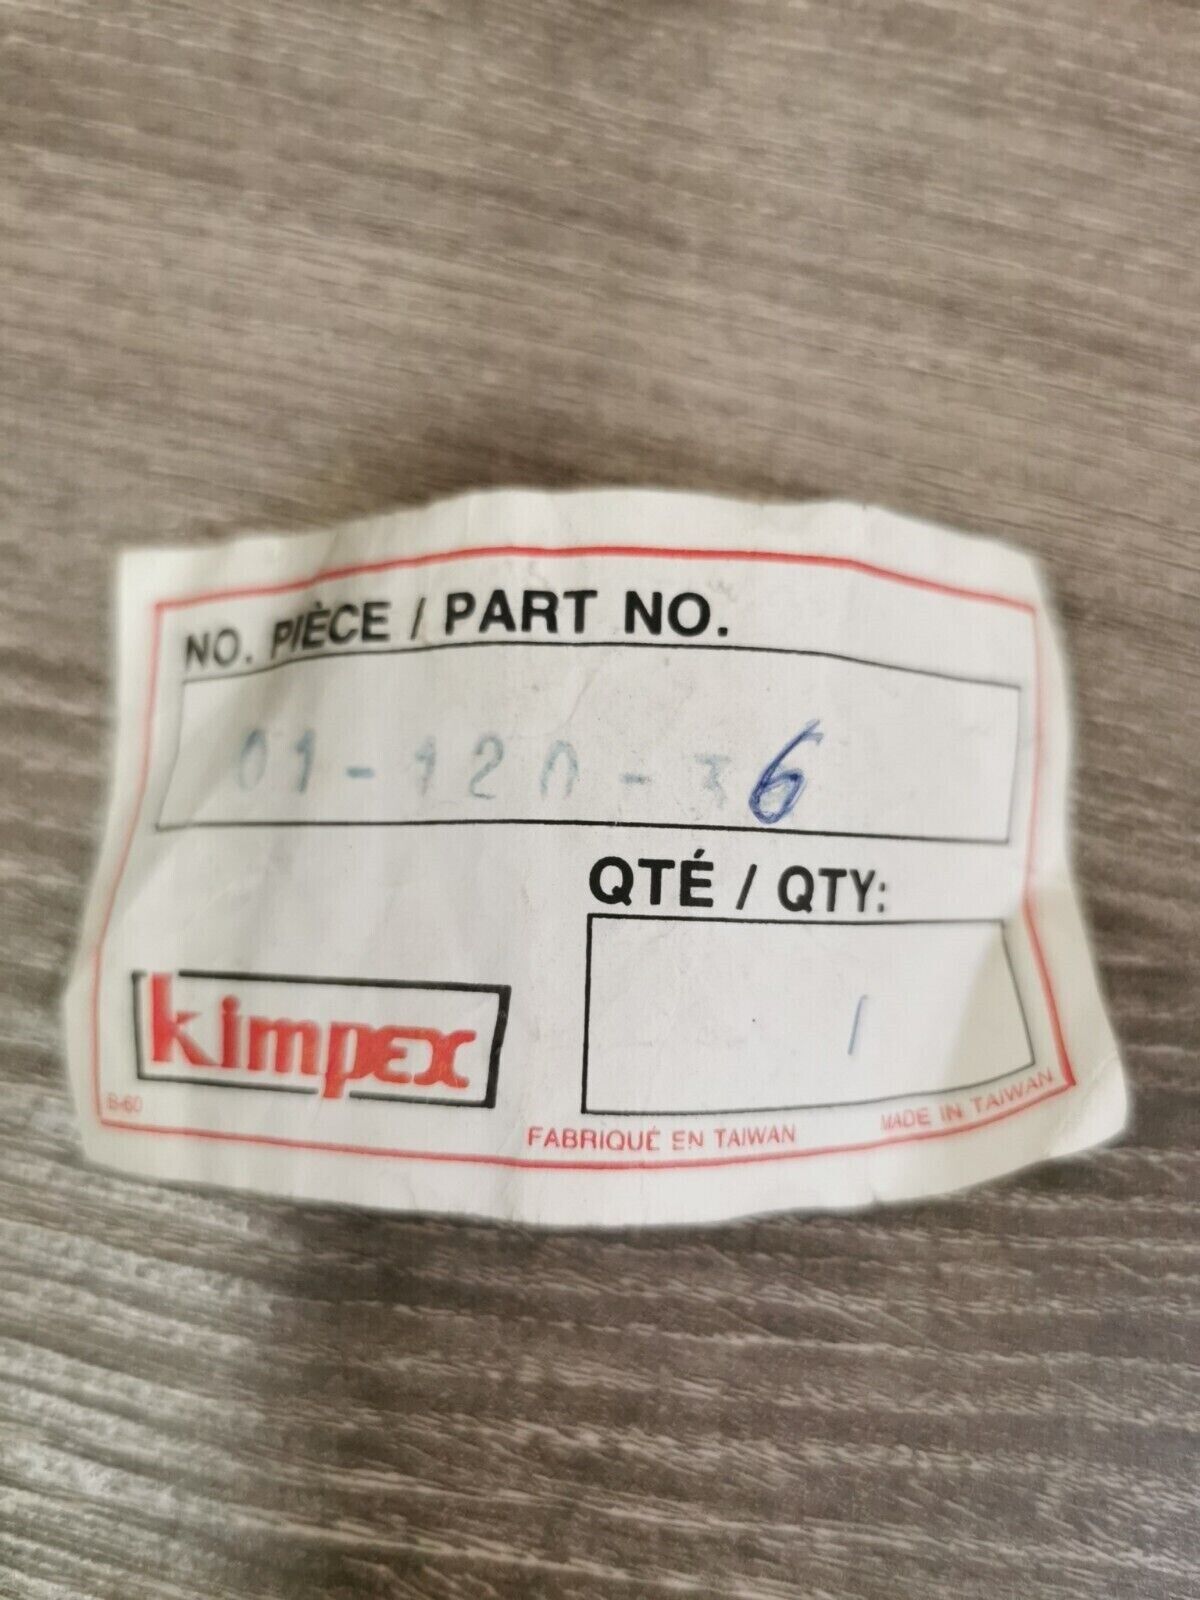 NO. PIÈCE / PART NO.
01-120-36
QTÉ / QTY:
1
kimpex
B-60
FABRIQUÉ EN TAIWAN
MADE IN TAIWAN